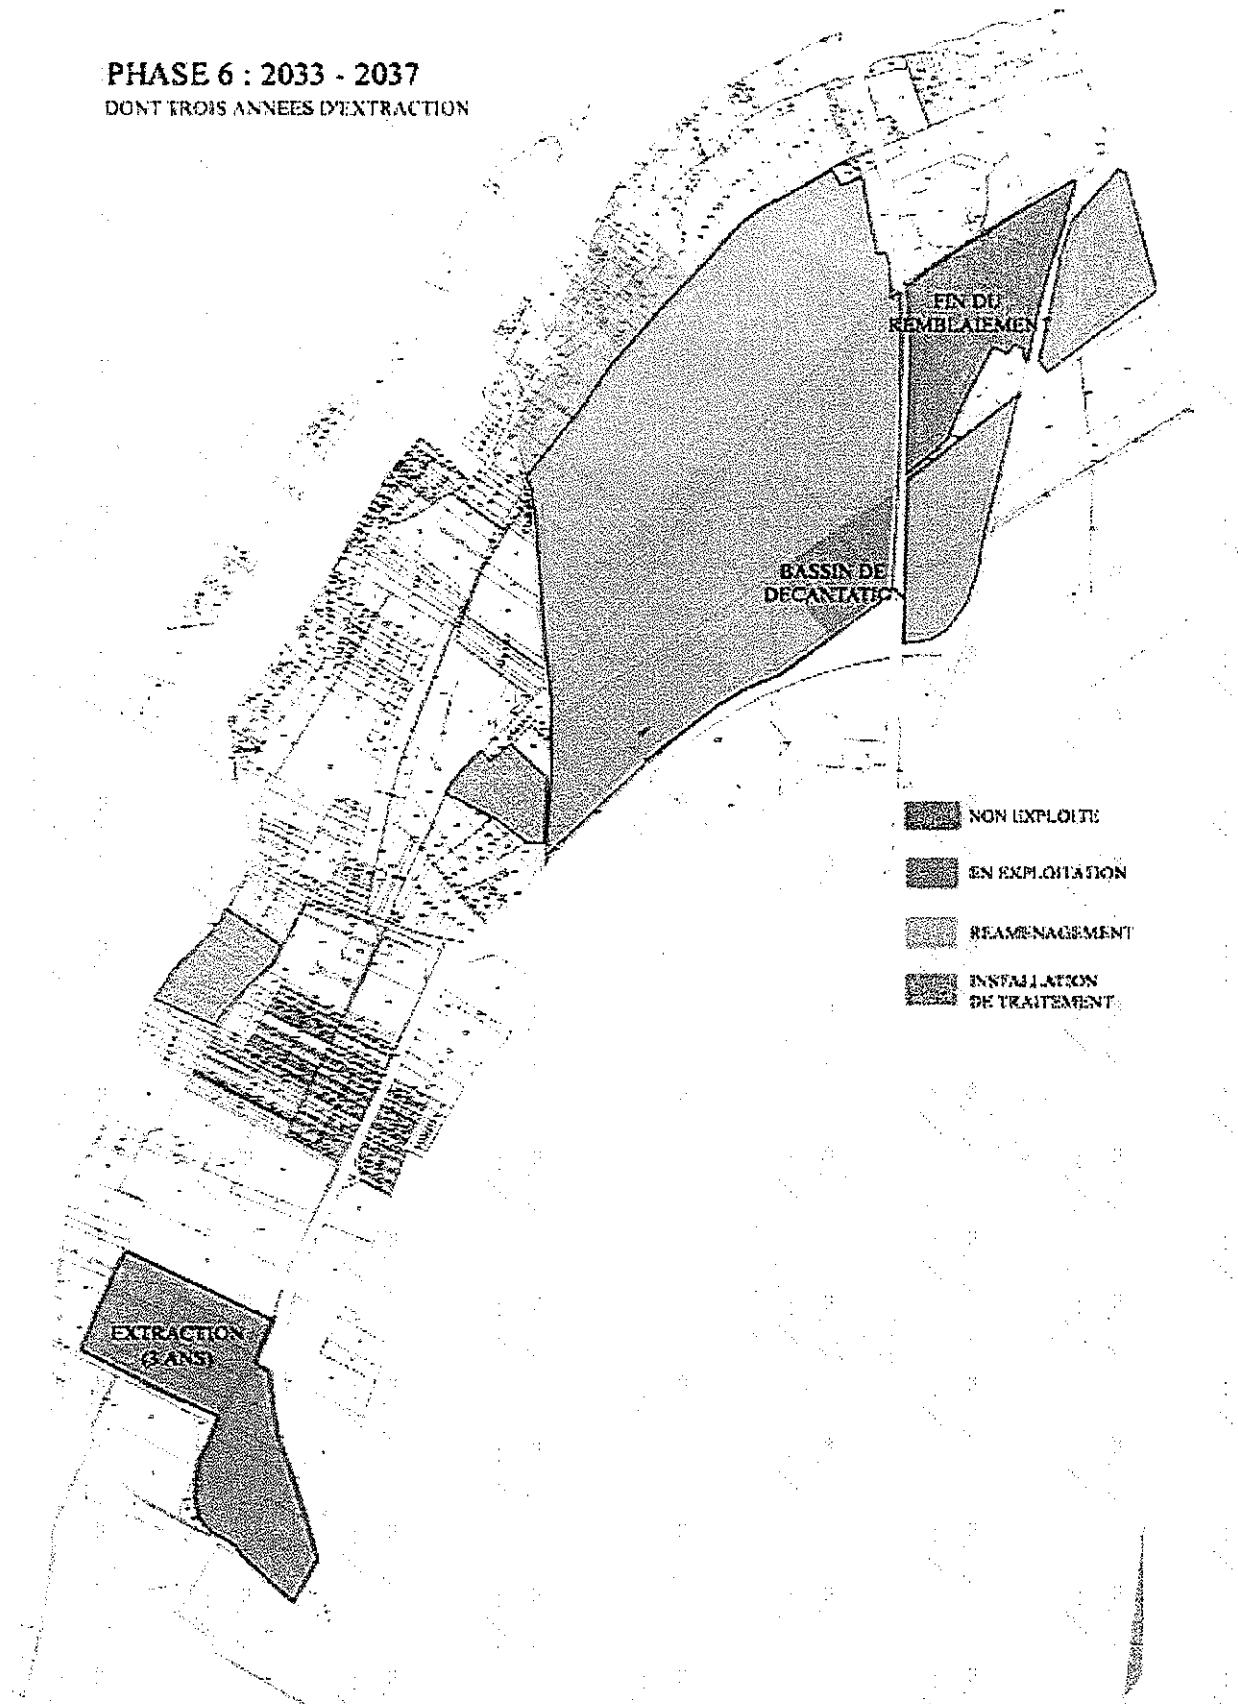 PHASE 6 : 2033 - 2037
DONT TROIS ANNEES D'EXTRACTION
FIN DU
REMBLAIEMENT
BASSIN DE
DECANTATIO
NON EXPLOITE
EN EXPLOITATION
REAMENAGEMENT
INSTALLATION
DE TRAITEMENT
EXTRACTION
(3 ANS)